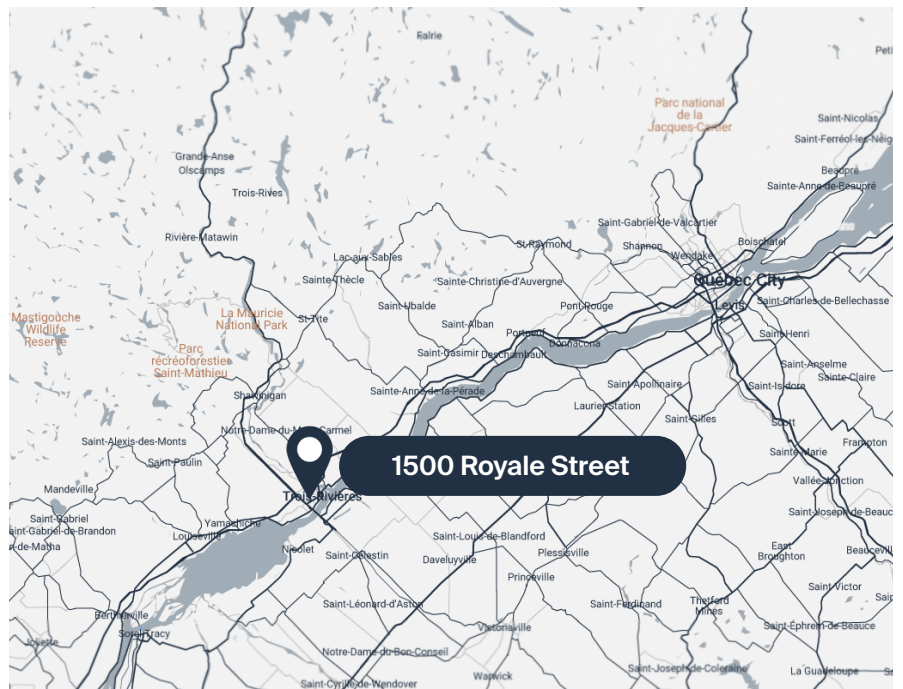 Falrie
Parc national
de la
Jacques-Cartier
Saint-Nicolas
Saint-Ferréol-les-Neig
Grande-Anse
Olscamps
Beaupré
Sainte-Anne-de-Beaupré
Trois-Rives
Saint-Gabriel-de-Valcartier
Rivière-Matawin
St-Raymond
Shannon
Boischatel
Wendake
Lac-aux-Sables
Sainte-Thècle
Sainte-Christine-d'Auvergne
Québec City
Saint-Ubalde
Pont-Rouge
Levis
Saint-Charles-de-Bellechasse
Mastigouche
Wildlife
Reserve
La Mauricie
National Park
St-Tite
Saint-Alban
Portneuf
Donnacona
Saint-Henri
Parc
récréoforestier
Saint-Mathieu
Saint-Casimir
Deschambault
Saint-Anselme
Sainte-Claire
Shawinigan
Sainte-Anne-de-la-Pérade
Saint-Apollinaire
Saint-Isidore
Laurier-Station
Saint-Gilles
Scott
Notre-Dame-du-Mont-Carmel
Saint-Alexis-des-Monts
Frampton
Sainte Marie
Saint-Paulin
1500 Royale Street
Vallée-Jonction
Mandeville
Trois-Rivières
Saint-Joseph-de-Beauc
Saint-Gabriel
aint-Gabriel-de-Brandon
n-de-Matha
Yamachiche
Louiseville
Saint-Louis-de-Blandford
Nicolet
Saint-Célestin
Daveluyville
Plessisville
East
Broughton
Beaucevill
Princeville
Saint-Victor
Saint-Léonard-d'Aston
Saint-Ferdinand
Thetford
Mines
Berthierville
Saint-Éphrem-de-Beauce
Sorel-Tracy
Victoriaville
Joliette
Notre-Dame-du-Bon-Conseil
Saint-Joseph-de-Coleraine
La Guadeloupe
Warwick
Saint-Cyrille-de-Wendover